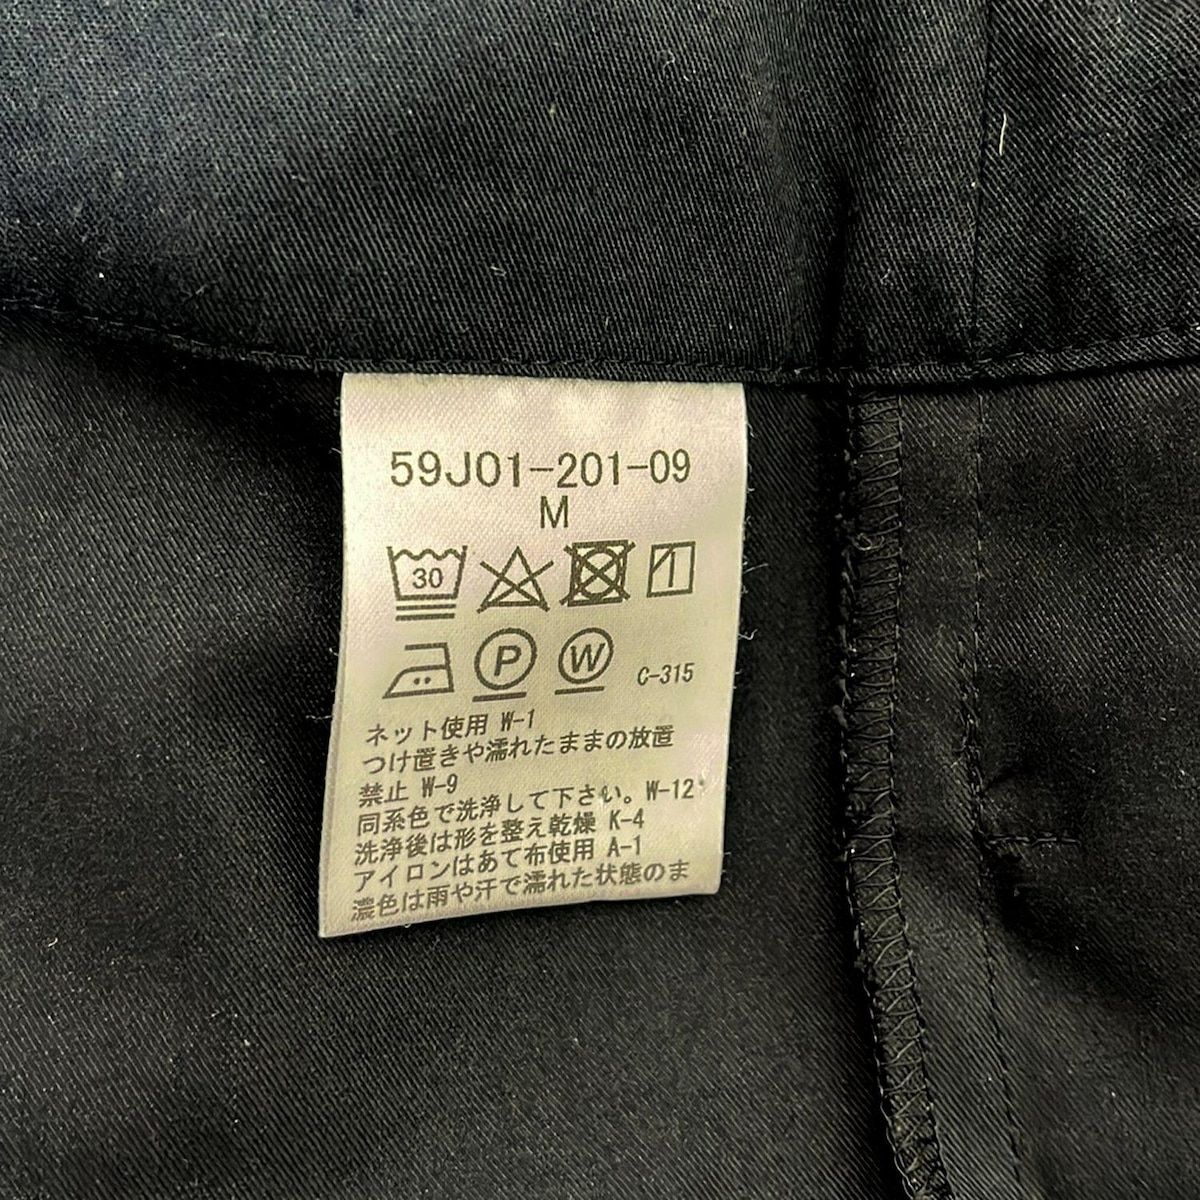 59J01-201-09
M
30
P W C-315
ネット使用 W-1
つけ置きや濡れたままの放置
禁止 W-9
同系色で洗浄して下さい。W-12
洗浄後は形を整え乾燥 K-4
アイロンはあて布使用 A-1
濃色は雨や汗で濡れた状態のま